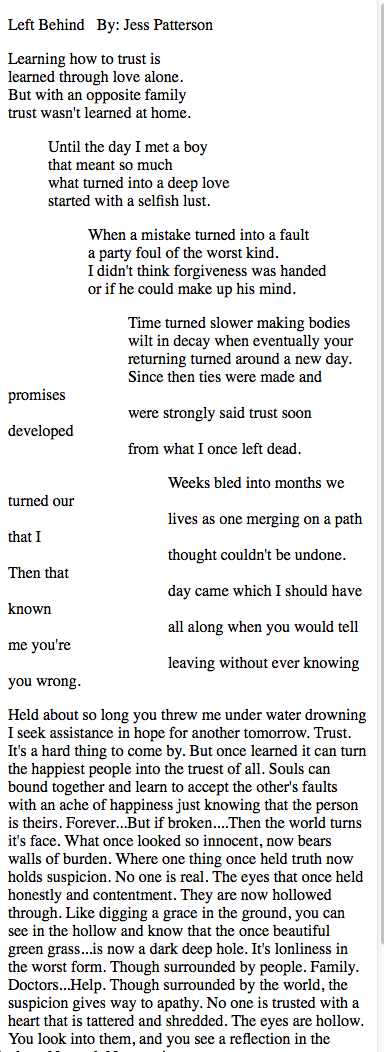 Left Behind By: Jess Patterson
Learning how to trust is
learned through love alone.
But with an opposite family
trust wasn't learned at home.
Until the day I met a boy
that meant so much
what turned into a deep love
started with a selfish lust.
When a mistake turned into a fault
a party foul of the worst kind.
I didn't think forgiveness was handed
or if he could make up his mind.
Time turned slower making bodies
wilt in decay when eventually your
returning turned around a new day.
Since then ties were made and
promises
were strongly said trust soon
developed
from what I once left dead.
Weeks bled into months we
turned our
lives as one merging on a path
that I
thought couldn't be undone.
Then that
day came which I should have
known
all along when you would tell
me you're
leaving without ever knowing
you wrong.
Held about so long you threw me under water drowning
I seek assistance in hope for another tomorrow. Trust.
It's a hard thing to come by. But once learned it can turn
the happiest people into the truest of all. Souls can
bound together and learn to accept the other's faults
with an ache of happiness just knowing that the person
is theirs. Forever...But if broken....Then the world turns
it's face. What once looked so innocent, now bears
walls of burden. Where one thing once held truth now
holds suspicion. No one is real. The eyes that once held
honestly and contentment. They are now hollowed
through. Like digging a grace in the ground, you can
see in the hollow and know that the once beautiful
green grass...is now a dark deep hole. It's lonliness in
the worst form. Though surrounded by people. Family.
Doctors...Help. Though surrounded by the world, the
suspicion gives way to apathy. No one is trusted with a
heart that is tattered and shredded. The eyes are hollow.
You look into them, and you see a reflection in the